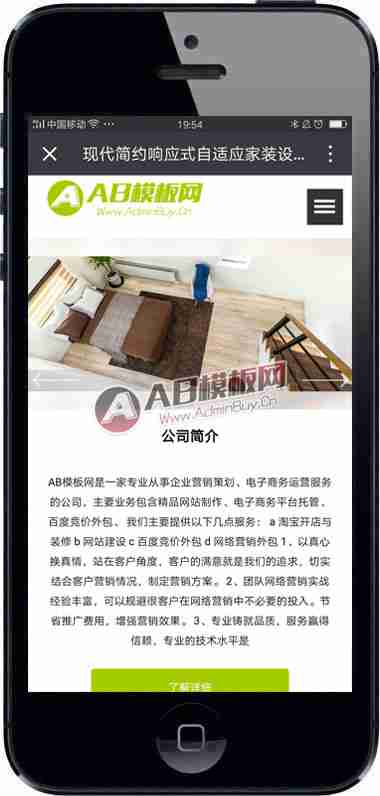 中国移动
19:54
现代简约响应式自适应家装设...
AB模板网
Www.AdminBuy.Cn
AB模板网
Www.AdminBuy.Cn
公司简介
AB模板网是一家专业从事企业营销策划、电子商务运营服务
的公司，主要业务包含精品网站制作、电子商务平台托管、
百度竞价外包、我们主要提供以下几点服务： a 淘宝开店与
装修 b 网站建设 c 百度竞价外包 d 网络营销外包 1，以真心
换真情，站在客户角度，客户的满意就是我们的追求，切实
结合客户营销情况，制定营销方案。2、团队网络营销实战
经验丰富，可以规避很客户在网络营销中不必要的投入。节
省推广费用，增强营销效果。3、专业铸就品质，服务赢得
信赖，专业的技术水平是
了解详细